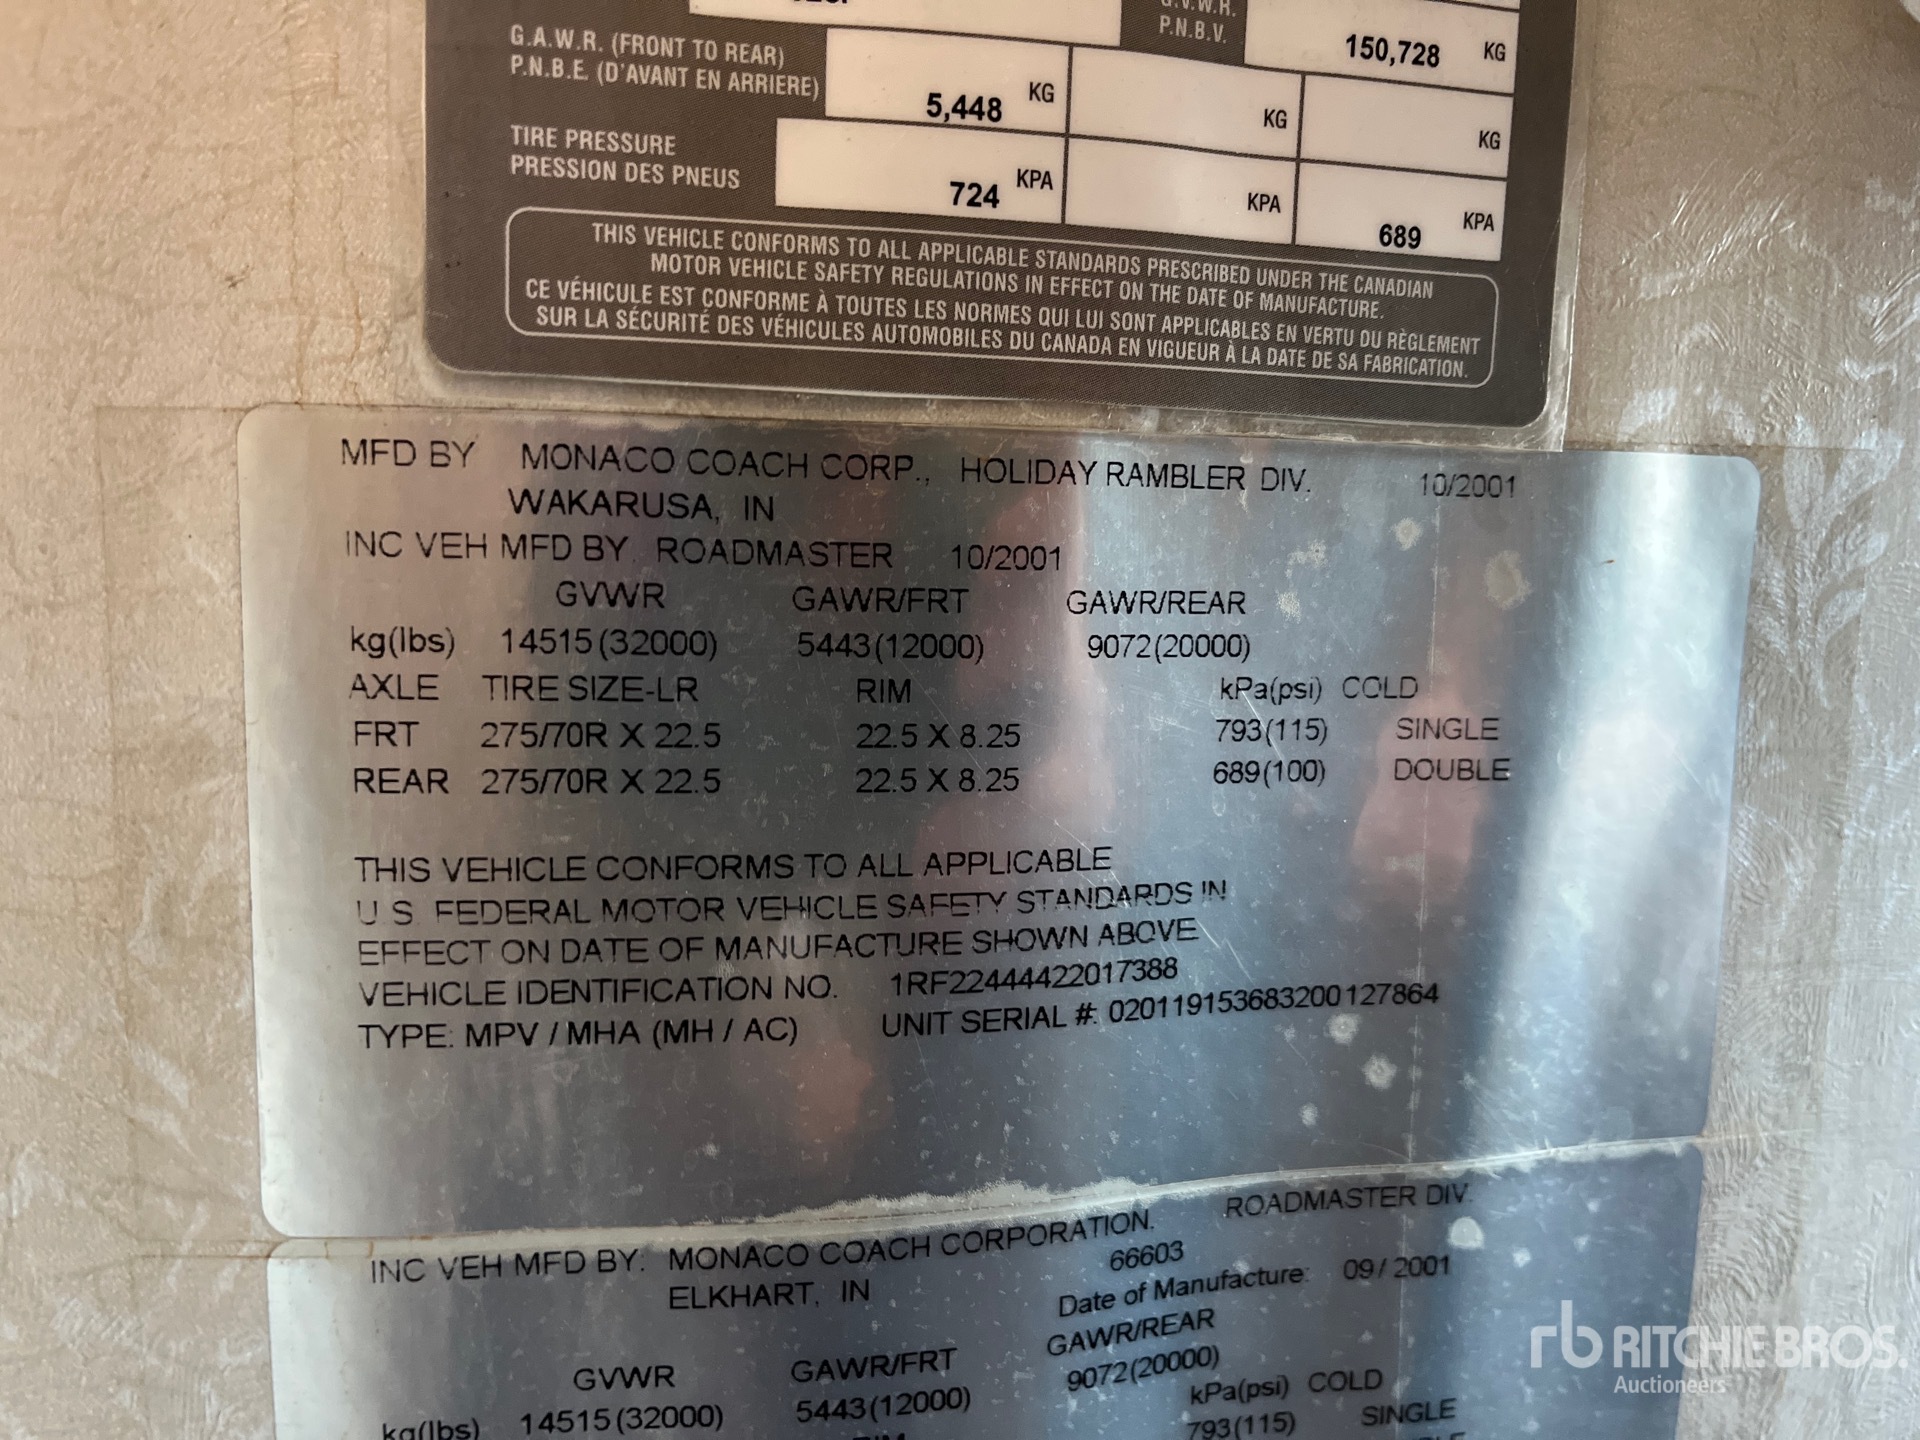 G.V.W.R.
P.N.B.V. 150,728 KG
G.A.W.R. (FRONT TO REAR)
P.N.B.E. (D'AVANT EN ARRIERE) 5,448 KG KG KG
TIRE PRESSURE
PRESSION DES PNEUS 724 KPA KPA 689 KPA
THIS VEHICLE CONFORMS TO ALL APPLICABLE STANDARDS PRESCRIBED UNDER THE CANADIAN
MOTOR VEHICLE SAFETY REGULATIONS IN EFFECT ON THE DATE OF MANUFACTURE.
CE VÉHICULE EST CONFORME À TOUTES LES NORMES QUI LUI SONT APPLICABLES EN VERTU DU RÈGLEMENT
SUR LA SÉCURITÉ DES VÉHICULES AUTOMOBILES DU CANADA EN VIGUEUR À LA DATE DE SA FABRICATION.
MFD BY MONACO COACH CORP., HOLIDAY RAMBLER DIV. 10/2001
WAKARUSA, IN
INC VEH MFD BY. ROADMASTER 10/2001
GVWR GAWR/FRT GAWR/REAR
kg(lbs) 14515(32000) 5443(12000) 9072(20000)
AXLE TIRE SIZE-LR RIM kPa(psi) COLD
FRT 275/70R X 22.5 22.5 X 8.25 793(115) SINGLE
REAR 275/70R X 22.5 22.5 X 8.25 689(100) DOUBLE
THIS VEHICLE CONFORMS TO ALL APPLICABLE
U.S. FEDERAL MOTOR VEHICLE SAFETY STANDARDS IN
EFFECT ON DATE OF MANUFACTURE SHOWN ABOVE
VEHICLE IDENTIFICATION NO. 1RF22444422017388
TYPE: MPV / MHA (MH / AC) UNIT SERIAL #: 020119153683200127864
INC VEH MFD BY: MONACO COACH CORPORATION. ROADMASTER DIV.
ELKHART, IN 66603
Date of Manufacture: 09/2001
GVWR GAWR/FRT GAWR/REAR
kg(lbs) 14515(32000) 5443(12000) 9072(20000)
kPa(psi) COLD
793(115) SINGLE
rb RITCHIE BROS.
Auctioneers